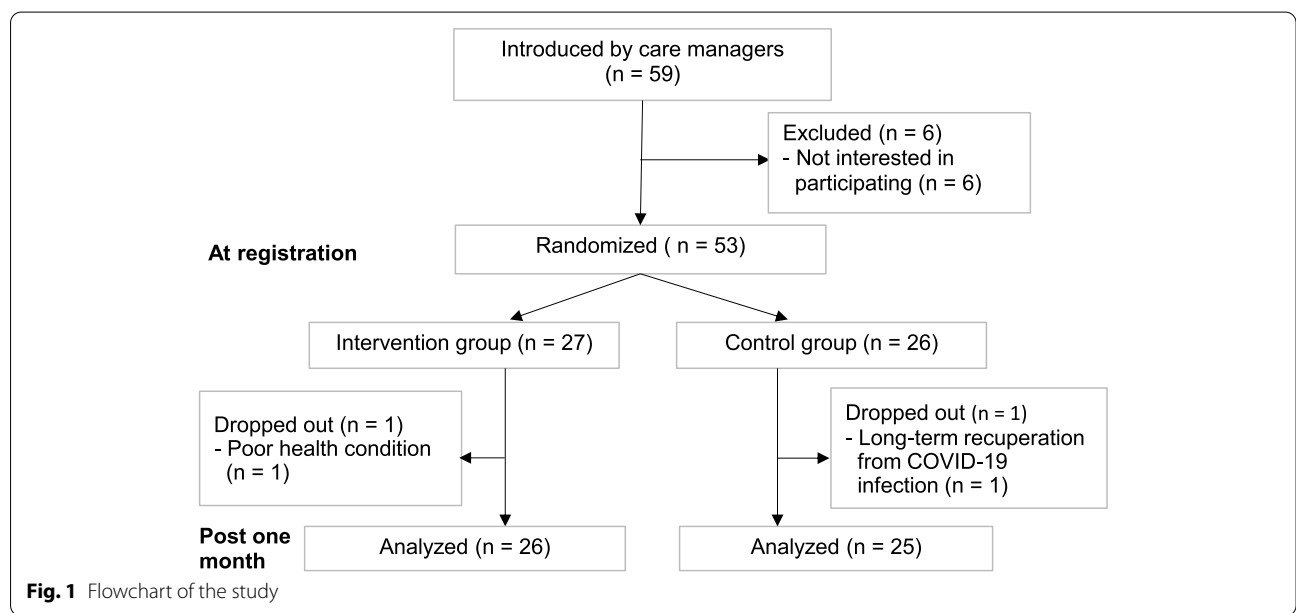 Introduced by care managers
(n = 59)
Excluded (n = 6)
- Not interested in
participating (n = 6)
At registration
Randomized ( n = 53)
Intervention group (n = 27)
Control group (n = 26)
Dropped out (n = 1)
- Poor health condition
(n = 1)
Dropped out (n = 1)
- Long-term recuperation
from COVID-19
infection (n = 1)
Post one
month
Analyzed (n = 26)
Analyzed (n = 25)
Fig. 1 Flowchart of the study